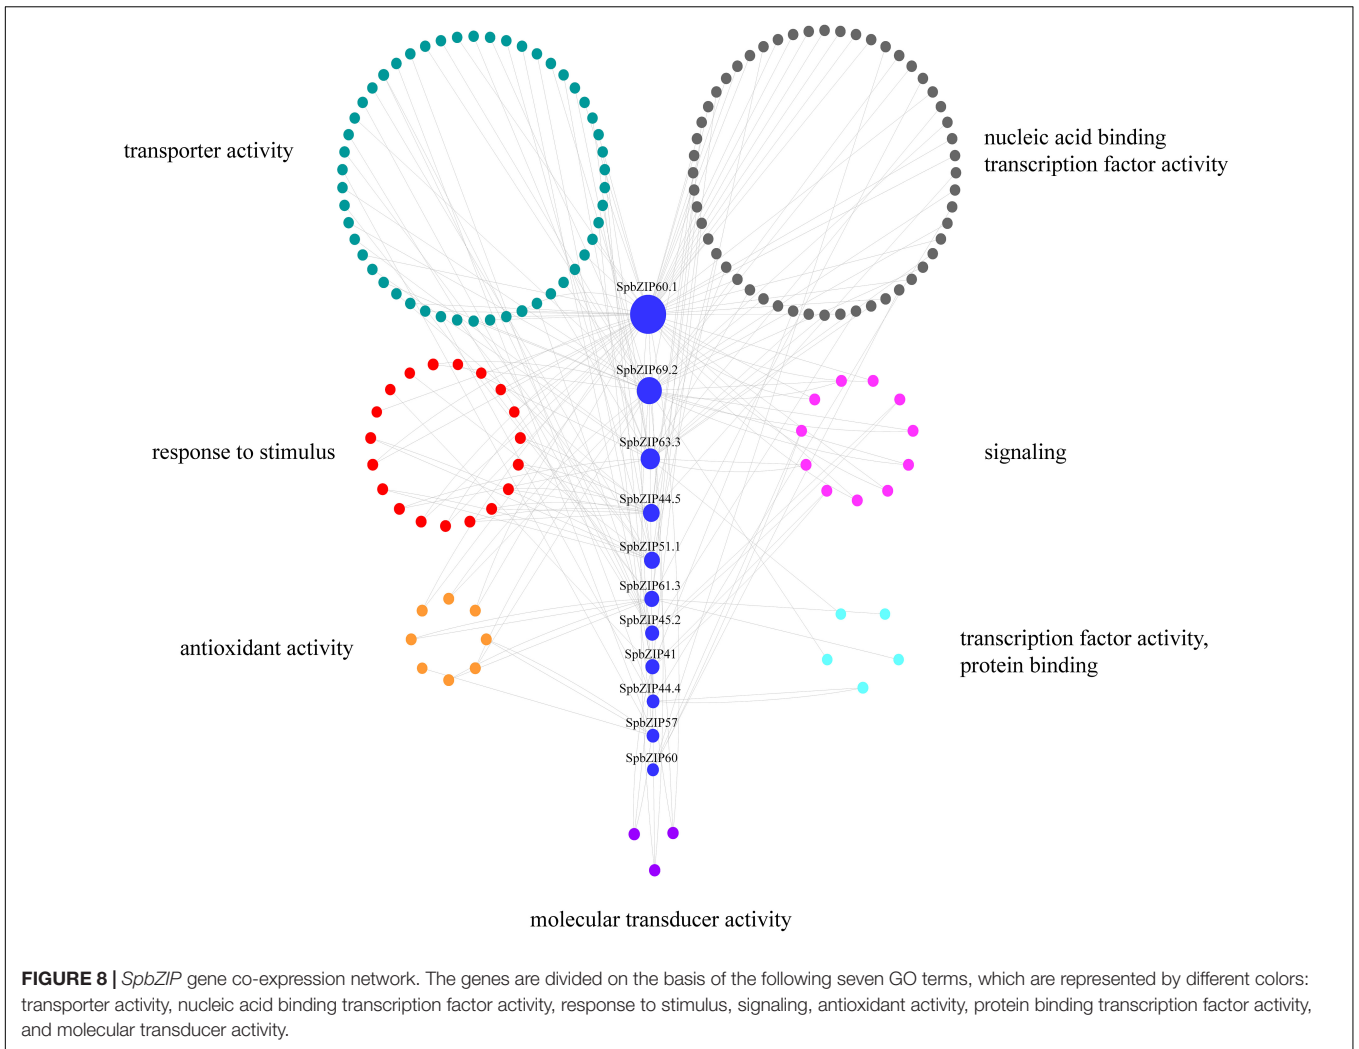 transporter activity
nucleic acid binding
transcription factor activity
SpbZIP60.1
SpbZIP69.2
SpbZIP63.3
response to stimulus
signaling
SpbZIP44.5
SpbZIP51.1
SpbZIP61.3
SpbZIP45.2
antioxidant activity
transcription factor activity,
protein binding
SpbZIP41
SpbZIP44.4
SpbZIP57
SpbZIP60
molecular transducer activity
FIGURE 8 | SpbZIP gene co-expression network. The genes are divided on the basis of the following seven GO terms, which are represented by different colors:
transporter activity, nucleic acid binding transcription factor activity, response to stimulus, signaling, antioxidant activity, protein binding transcription factor activity,
and molecular transducer activity.